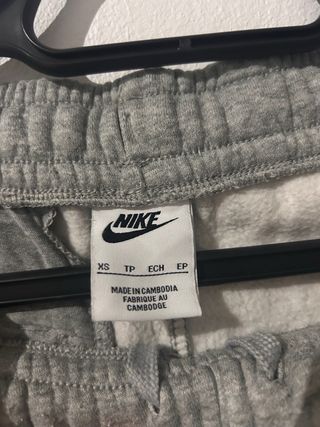 NIKE
XS TP ECH EP
MADE IN CAMBODIA
FABRIQUE AU
CAMBODGE